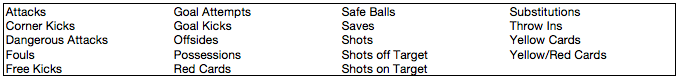 Attacks Goal Attempts Safe Balls Substitutions
Corner Kicks Goal Kicks Saves Throw Ins
Dangerous Attacks Offsides Shots Yellow Cards
Fouls Possessions Shots off Target Yellow/Red Cards
Free Kicks Red Cards Shots on Target